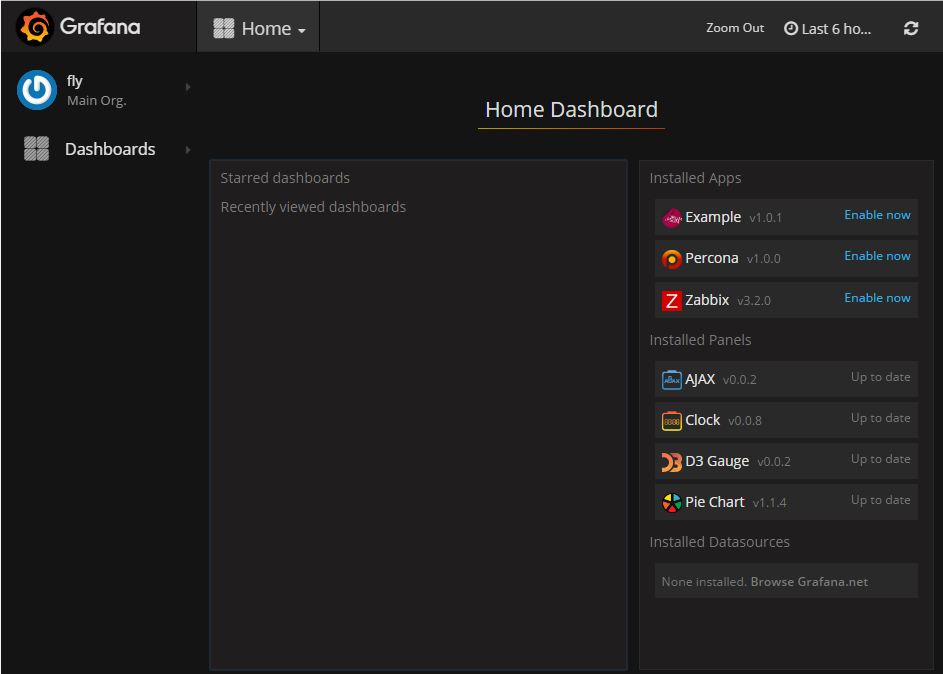 Grafana
Home
Zoom Out
Last 6 ho...
fly
Main Org.
Dashboards
Home Dashboard
Starred dashboards
Recently viewed dashboards
Installed Apps
Example v1.0.1 Enable now
Percona v1.0.0 Enable now
Zabbix v3.2.0 Enable now
Installed Panels
AJAX v0.0.2 Up to date
Clock v0.0.8 Up to date
D3 Gauge v0.0.2 Up to date
Pie Chart v1.1.4 Up to date
Installed Datasources
None installed. Browse Grafana.net